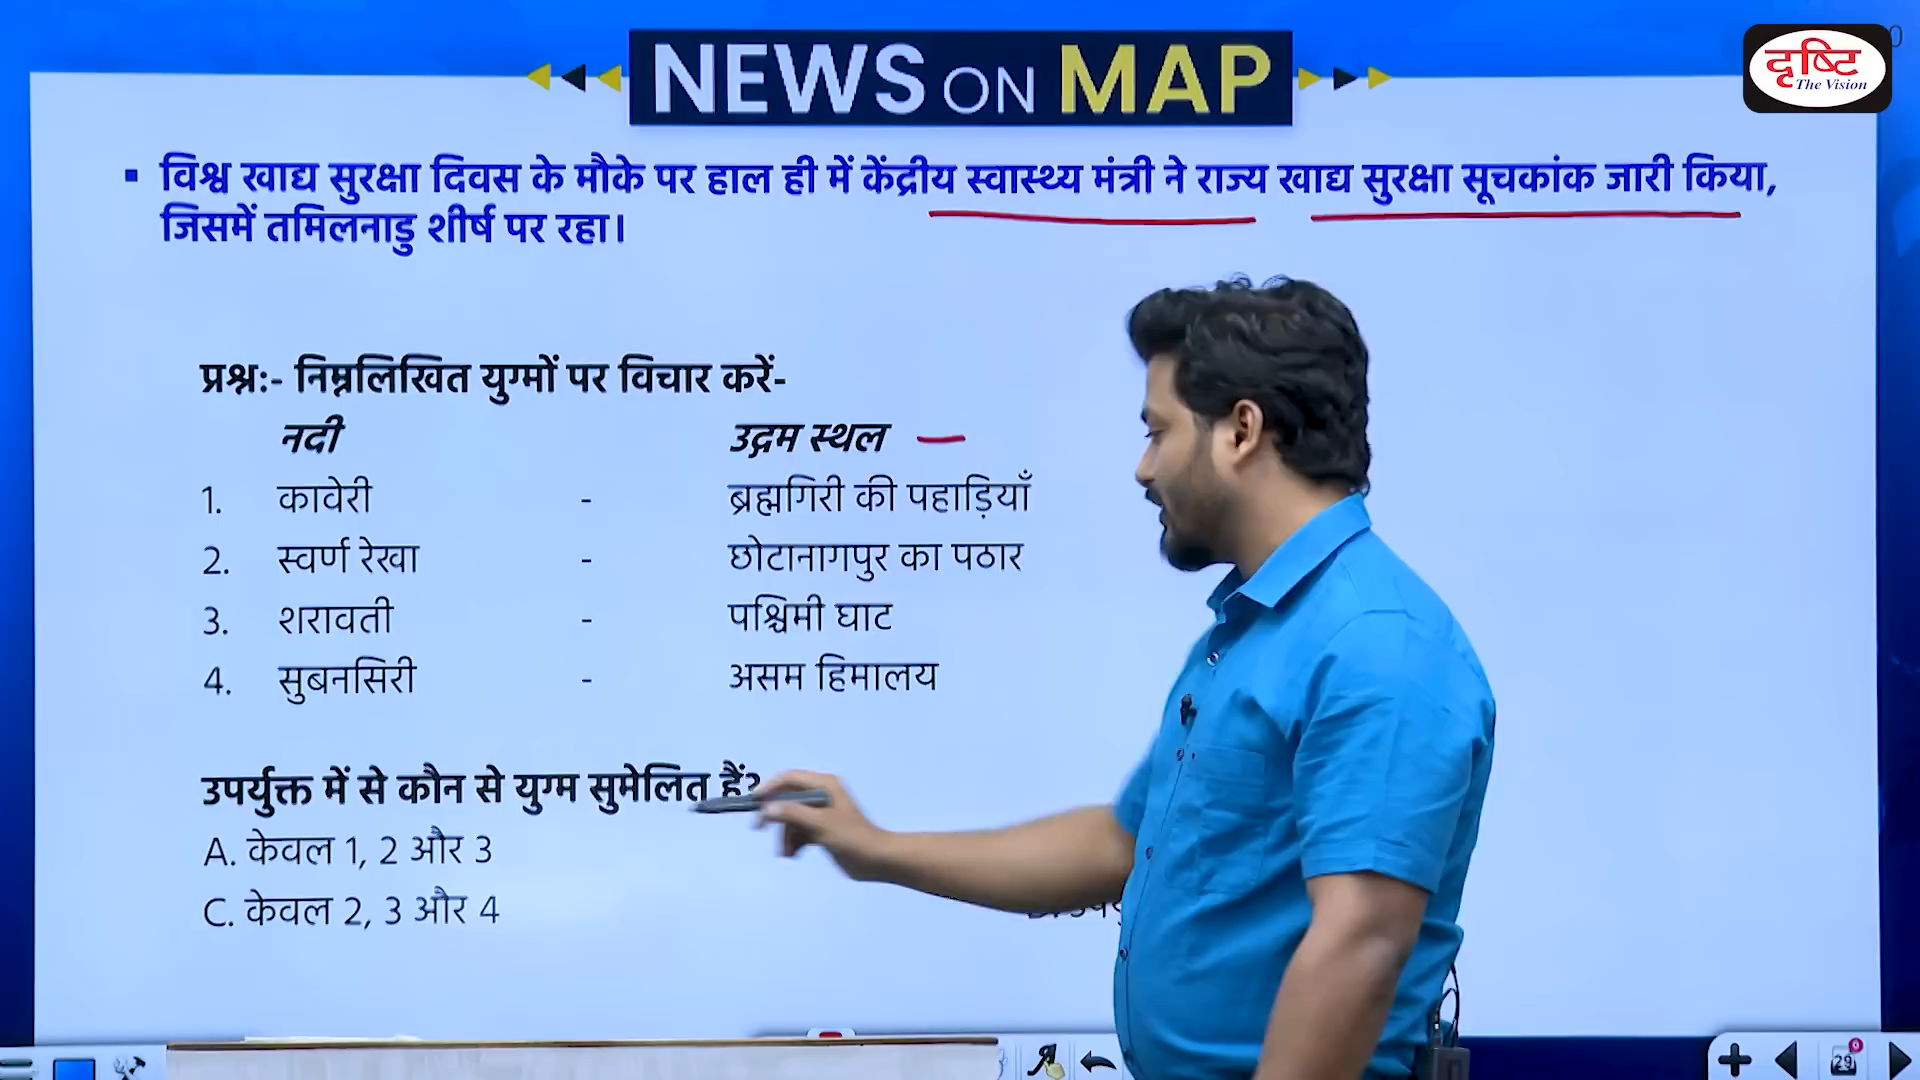 NEWS ON MAP
दृष्टि
The Vision
▪ विश्व खाद्य सुरक्षा दिवस के मौके पर हाल ही में केंद्रीय स्वास्थ्य मंत्री ने राज्य खाद्य सुरक्षा सूचकांक जारी किया,
जिसमें तमिलनाडु शीर्ष पर रहा।
प्रश्न:- निम्नलिखित युग्मों पर विचार करें-
नदी उद्गम स्थल
1. कावेरी - ब्रह्मगिरी की पहाड़ियाँ
2. स्वर्ण रेखा - छोटानागपुर का पठार
3. शरावती - पश्चिमी घाट
4. सुबनसिरी - असम हिमालय
उपर्युक्त में से कौन से युग्म सुमेलित हैं?
A. केवल 1, 2 और 3
C. केवल 2, 3 और 4
29